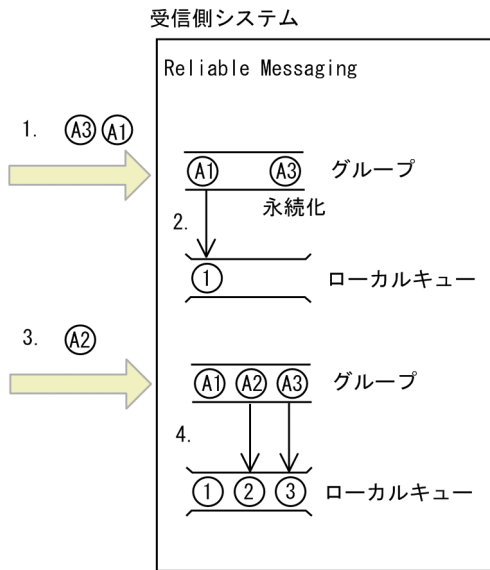 受信側システム
Reliable Messaging
1. A3 A1
A1 A3 グループ
永続化
2.
1 ローカルキュー
3. A2
A1 A2 A3 グループ
4.
1 2 3 ローカルキュー